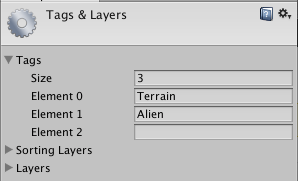 Tags & Layers
Tags
Size 3
Element 0 Terrain
Element 1 Alien
Element 2
Sorting Layers
Layers